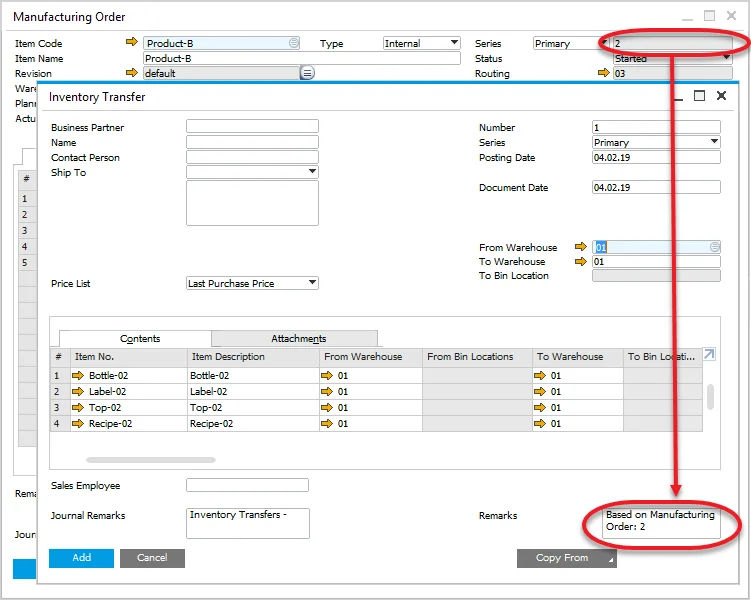 Manufacturing Order
Item Code Product-B Type Internal Series Primary 2
Item Name Product-B Status Started
Revision default Routing 03
Inventory Transfer
Business Partner Number 1
Name Series Primary
Contact Person Posting Date 04.02.19
Ship To
Document Date 04.02.19
From Warehouse 01
To Warehouse 01
To Bin Location
Price List Last Purchase Price
Contents Attachments
# Item No. Item Description From Warehouse From Bin Locations To Warehouse To Bin Locati...
1 Bottle-02 Bottle-02 01 01
2 Label-02 Label-02 01 01
3 Top-02 Top-02 01 01
4 Recipe-02 Recipe-02 01 01
Sales Employee
Journal Remarks Inventory Transfers - Remarks Based on Manufacturing
Order: 2
Add Cancel Copy From
#
1
2
3
4
5